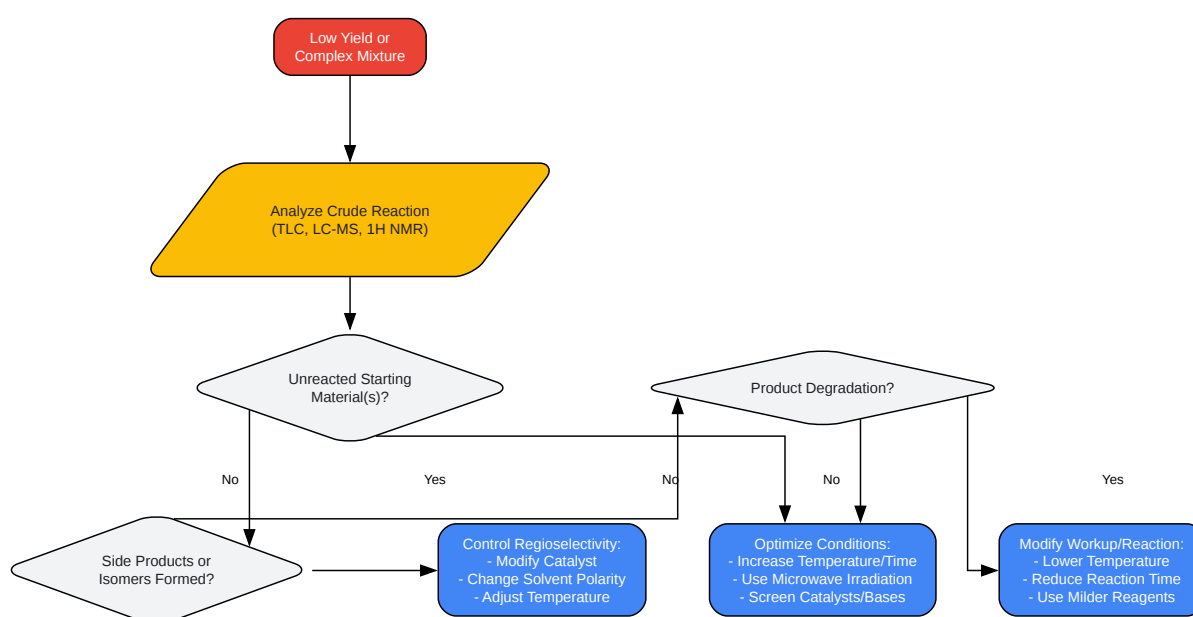 Low Yield or
Complex Mixture
Analyze Crude Reaction
(TLC, LC-MS, 1H NMR)
Unreacted Starting
Material(s)?
Product Degradation?
No
Yes
No
No
Yes
Side Products or
Isomers Formed?
Control Regioselectivity:
- Modify Catalyst
- Change Solvent Polarity
- Adjust Temperature
Optimize Conditions:
- Increase Temperature/Time
- Use Microwave Irradiation
- Screen Catalysts/Bases
Modify Workup/Reaction:
- Lower Temperature
- Reduce Reaction Time
- Use Milder Reagents